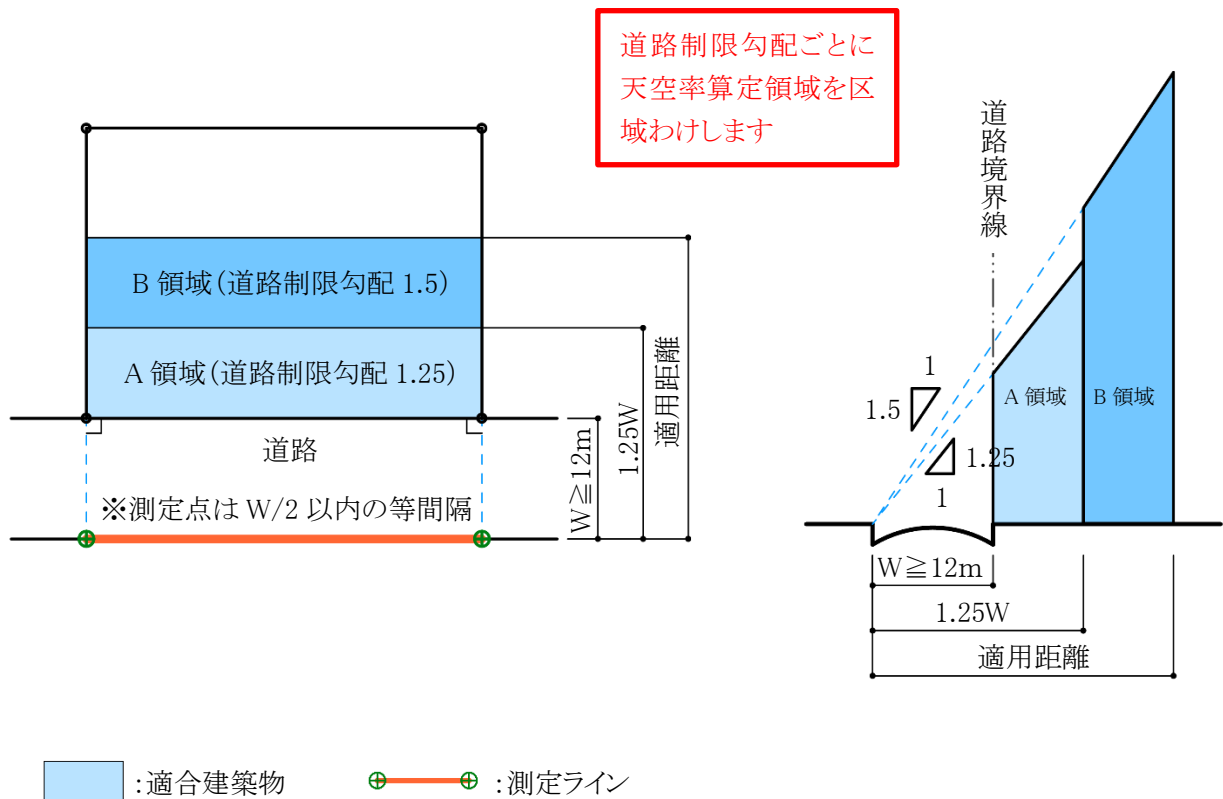 道路制限勾配ごとに
天空率算定領域を区
域わけします
B 領域(道路制限勾配 1.5)
A 領域(道路制限勾配 1.25)
道路
※測定点は W/2 以内の等間隔
W≧12m
1.25W
適用距離
道路境界線
1
1.5
1.25
1
A 領域
B 領域
W≧12m
1.25W
適用距離
:適合建築物
:測定ライン